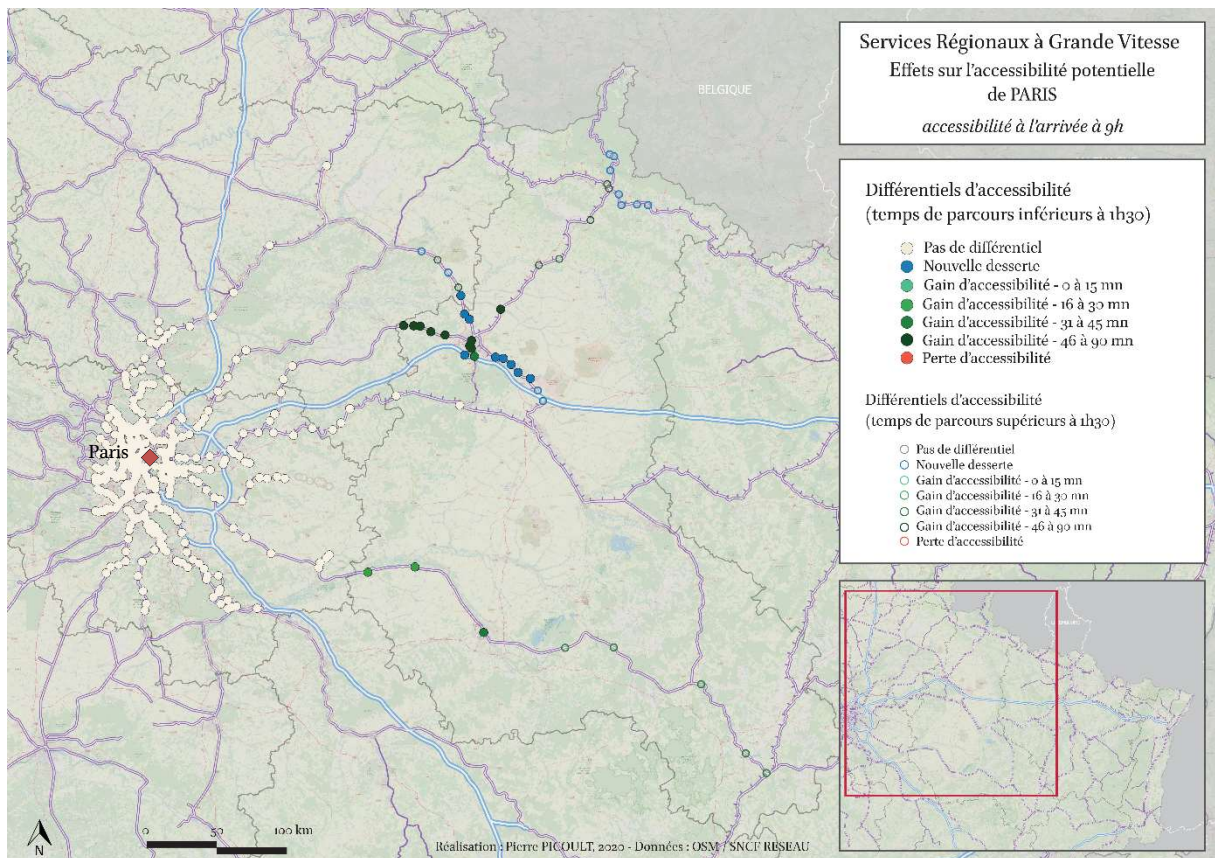 Services Régionaux à Grande Vitesse
Effets sur l'accessibilité potentielle
de PARIS
accessibilité à l'arrivée à 9h
BELGIQUE
Différentiels d'accessibilité
(temps de parcours inférieurs à 1h30)
Pas de différentiel
Nouvelle desserte
Gain d'accessibilité - 0 à 15 mn
Gain d'accessibilité - 16 à 30 mn
Gain d'accessibilité - 31 à 45 mn
Gain d'accessibilité - 46 à 90 mn
Perte d'accessibilité
Différentiels d'accessibilité
(temps de parcours supérieurs à 1h30)
Pas de différentiel
Nouvelle desserte
Gain d'accessibilité - 0 à 15 mn
Gain d'accessibilité - 16 à 30 mn
Gain d'accessibilité - 31 à 45 mn
Gain d'accessibilité - 46 à 90 mn
Perte d'accessibilité
Paris
0 50 100 km
N
Réalisation : Pierre PICOULT, 2020 - Données : OSM / SNCF RESEAU